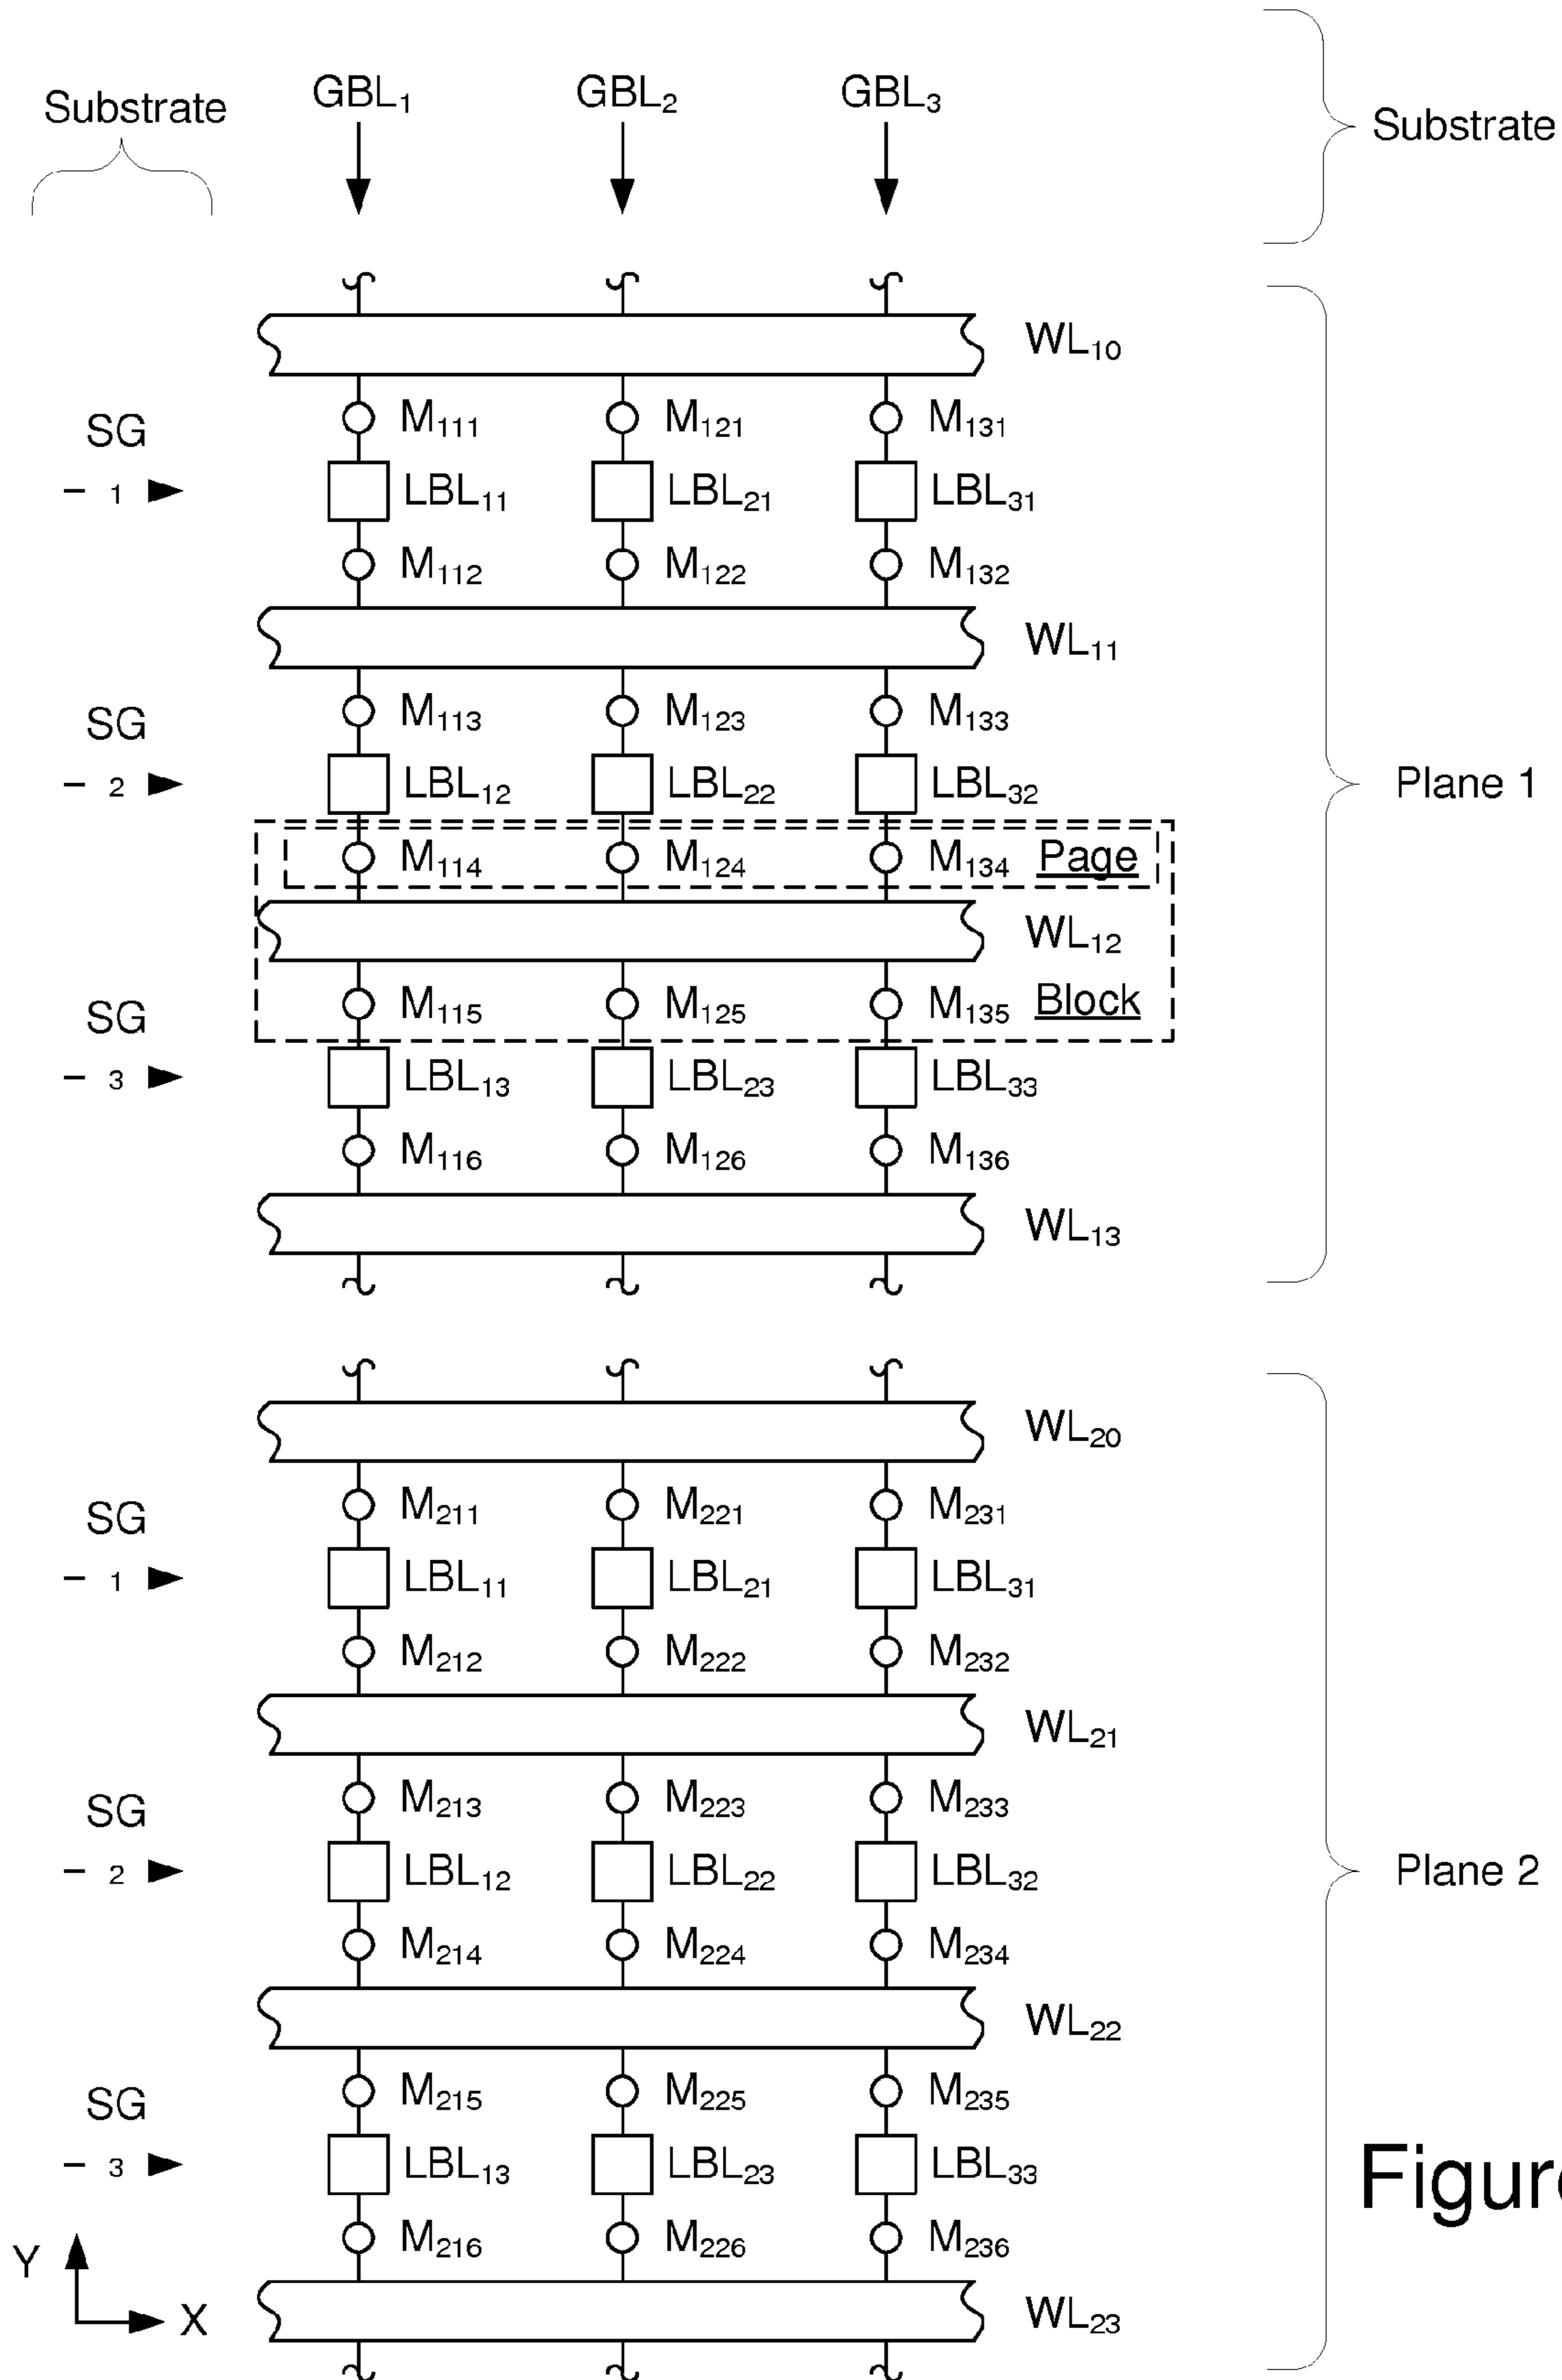 Substrate GBL₁ GBL₂ GBL₃ Substrate
WL₁₀
SG M₁₁₁ M₁₂₁ M₁₃₁
1 LBL₁₁ LBL₂₁ LBL₃₁
M₁₁₂ M₁₂₂ M₁₃₂
WL₁₁
SG M₁₁₃ M₁₂₃ M₁₃₃
2 LBL₁₂ LBL₂₂ LBL₃₂ Plane 1
M₁₁₄ M₁₂₄ M₁₃₄ Page
WL₁₂
SG M₁₁₅ M₁₂₅ M₁₃₅ Block
3 LBL₁₃ LBL₂₃ LBL₃₃
M₁₁₆ M₁₂₆ M₁₃₆
WL₁₃
WL₂₀
SG M₂₁₁ M₂₂₁ M₂₃₁
1 LBL₁₁ LBL₂₁ LBL₃₁
M₂₁₂ M₂₂₂ M₂₃₂
WL₂₁
SG M₂₁₃ M₂₂₃ M₂₃₃
2 LBL₁₂ LBL₂₂ LBL₃₂ Plane 2
M₂₁₄ M₂₂₄ M₂₃₄
WL₂₂
SG M₂₁₅ M₂₂₅ M₂₃₅
3 LBL₁₃ LBL₂₃ LBL₃₃
M₂₁₆ M₂₂₆ M₂₃₆
Y
X
WL₂₃